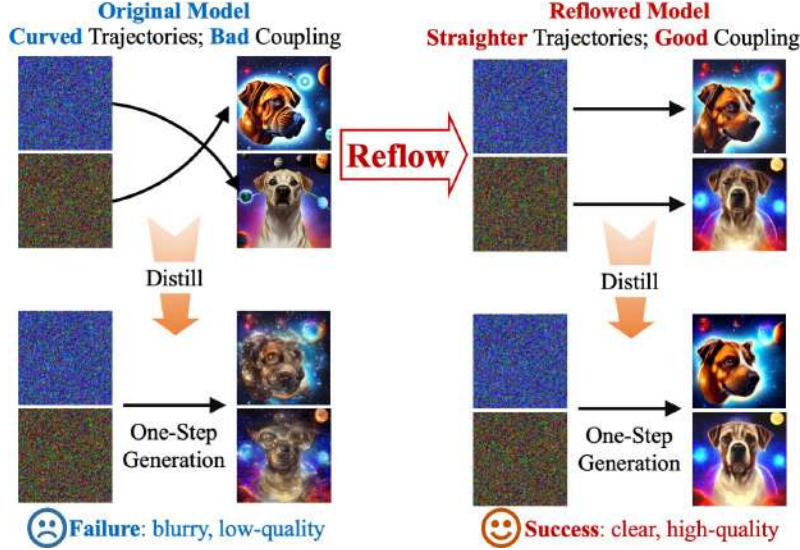 Original Model
Curved Trajectories; Bad Coupling
Reflow
Reflowed Model
Straighter Trajectories; Good Coupling
Distill
Distill
One-Step
Generation
One-Step
Generation
Failure: blurry, low-quality
Success: clear, high-quality